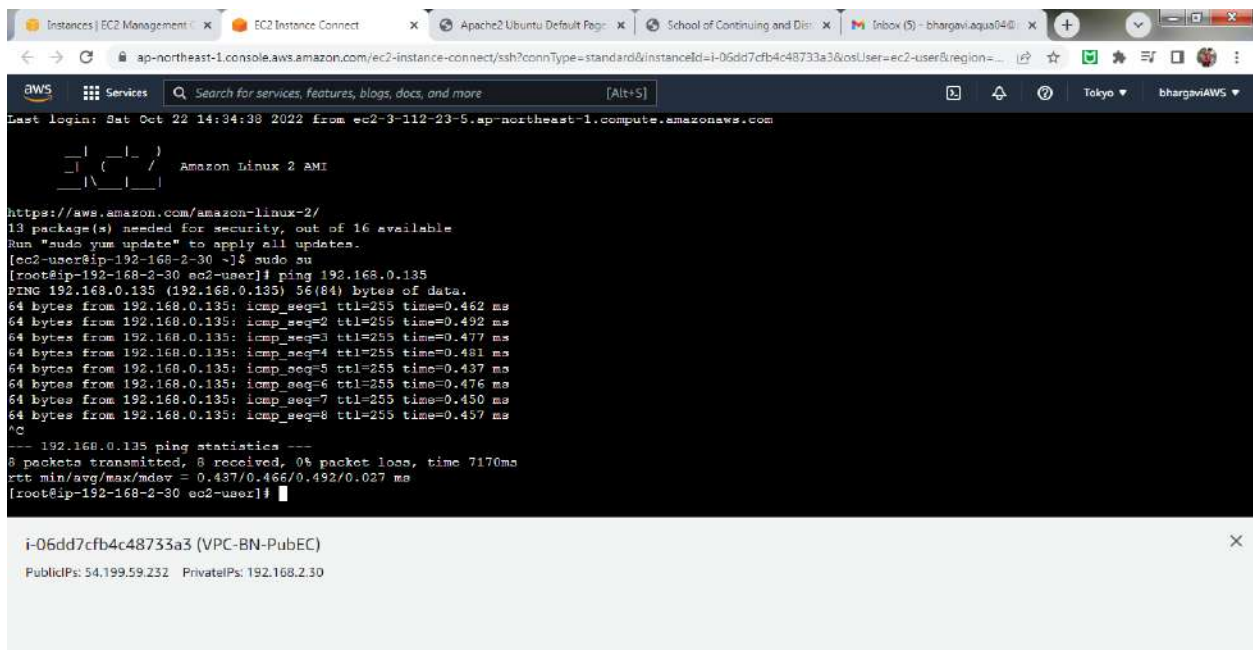 Instances | EC2 Management C
EC2 Instance Connect
Apache2 Ubuntu Default Page:
School of Continuing and Dis
Inbox (5) - bhargavi.aqua04@
ap-northeast-1.console.aws.amazon.com/ec2-instance-connect/ssh?connType=standard&instanceId=i-06dd7cfb4c48733a3&osUser=ec2-user&region=...
aws
Services
Search for services, features, blogs, docs, and more
[Alt+S]
Tokyo
bhargaviAWS
Last login: Sat Oct 22 14:34:38 2022 from ec2-3-112-23-5.ap-northeast-1.compute.amazonaws.com
__|  __|_  )
_|  (     /   Amazon Linux 2 AMI
___|\___|___|
https://aws.amazon.com/amazon-linux-2/
13 package(s) needed for security, out of 16 available
Run "sudo yum update" to apply all updates.
[ec2-user@ip-192-168-2-30 ~]$ sudo su
[root@ip-192-168-2-30 ec2-user]# ping 192.168.0.135
PING 192.168.0.135 (192.168.0.135) 56(84) bytes of data.
64 bytes from 192.168.0.135: icmp_seq=1 ttl=255 time=0.462 ms
64 bytes from 192.168.0.135: icmp_seq=2 ttl=255 time=0.492 ms
64 bytes from 192.168.0.135: icmp_seq=3 ttl=255 time=0.477 ms
64 bytes from 192.168.0.135: icmp_seq=4 ttl=255 time=0.481 ms
64 bytes from 192.168.0.135: icmp_seq=5 ttl=255 time=0.437 ms
64 bytes from 192.168.0.135: icmp_seq=6 ttl=255 time=0.476 ms
64 bytes from 192.168.0.135: icmp_seq=7 ttl=255 time=0.450 ms
64 bytes from 192.168.0.135: icmp_seq=8 ttl=255 time=0.457 ms
^C
--- 192.168.0.135 ping statistics ---
8 packets transmitted, 8 received, 0% packet loss, time 7170ms
rtt min/avg/max/mdev = 0.437/0.466/0.492/0.027 ms
[root@ip-192-168-2-30 ec2-user]#
i-06dd7cfb4c48733a3 (VPC-BN-PubEC)
PublicIPs: 54.199.59.232   PrivateIPs: 192.168.2.30